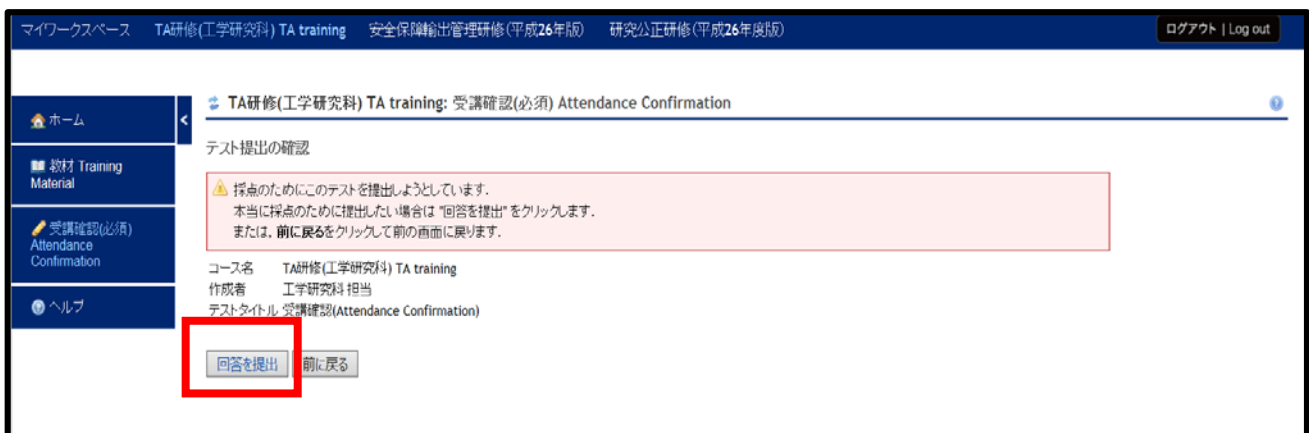 マイワークスペース TA研修(工学研究科) TA training 安全保障輸出管理研修(平成26年版) 研究公正研修(平成26年度版) ログアウト | Log out
TA研修(工学研究科) TA training: 受講確認(必須) Attendance Confirmation
ホーム
教材 Training
Material
受講確認(必須)
Attendance
Confirmation
ヘルプ
テスト提出の確認
採点のためにこのテストを提出しようとしています.
本当に採点のために提出したい場合は "回答を提出" をクリックします.
または, 前に戻るをクリックして前の画面に戻ります.
コース名 TA研修(工学研究科) TA training
作成者 工学研究科 担当
テストタイトル 受講確認(Attendance Confirmation)
回答を提出 前に戻る